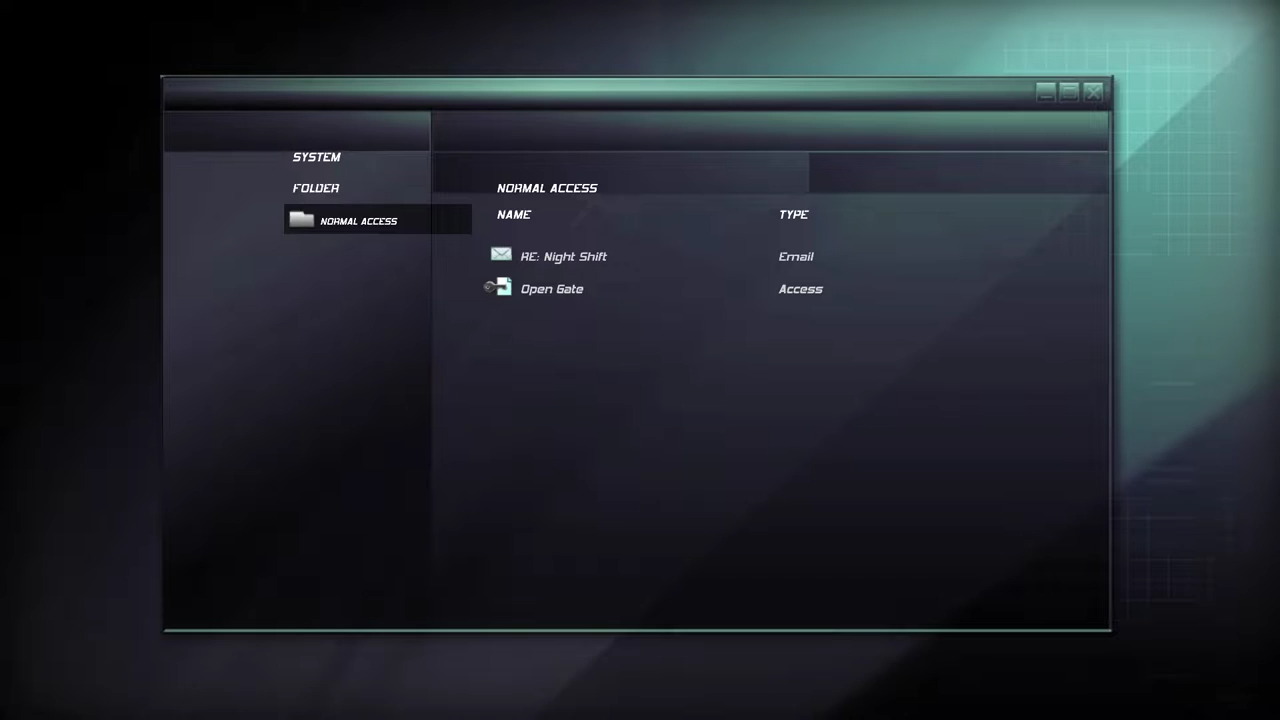 SYSTEM
FOLDER
NORMAL ACCESS
NORMAL ACCESS
NAME TYPE
RE: Night Shift Email
Open Gate Access